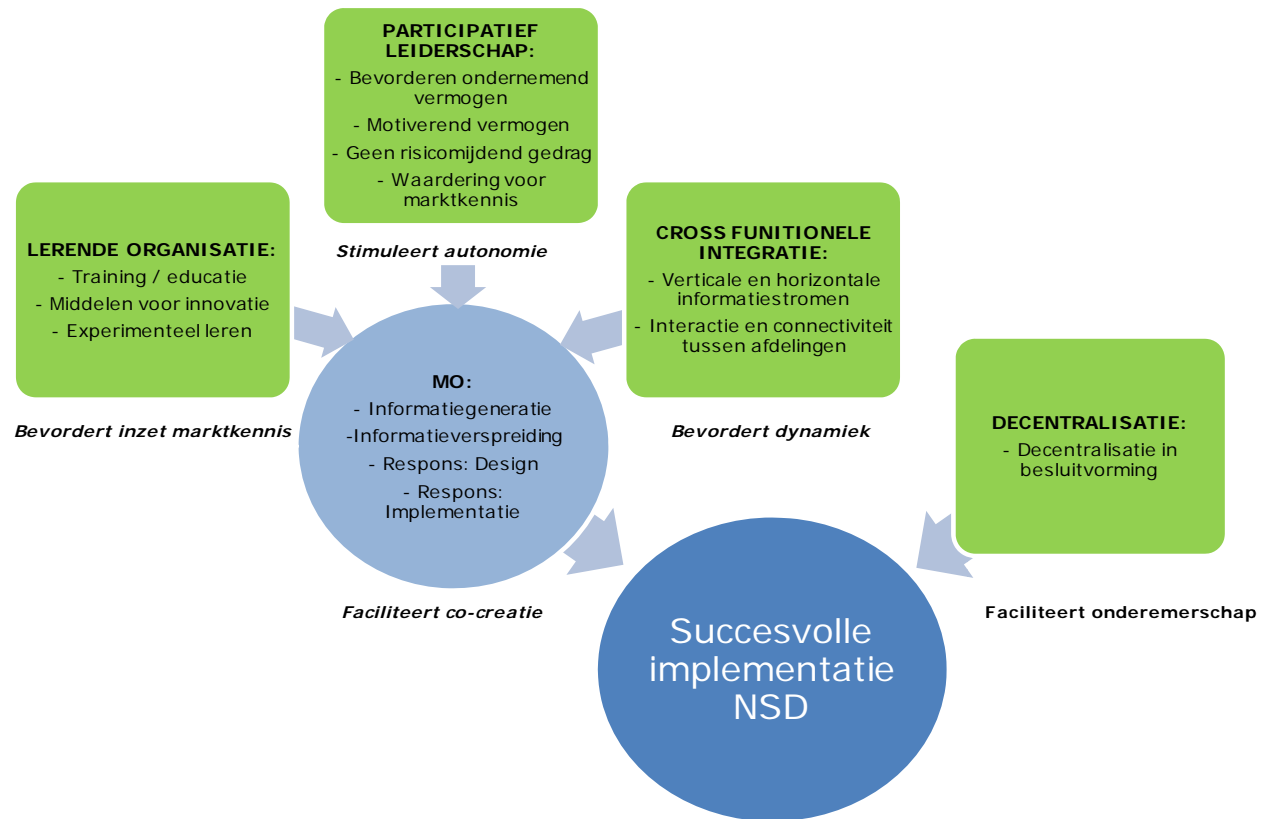 PARTICIPATIEF
LEIDERSCHAP:
- Bevorderen ondernemend
vermogen
- Motiverend vermogen
- Geen risicomijdend gedrag
- Waardering voor
marktkennis
Stimuleert autonomie
LERENDE ORGANISATIE:
- Training / educatie
- Middelen voor innovatie
- Experimenteel leren
Bevordert inzet marktkennis
CROSS FUNITIONELE
INTEGRATIE:
- Verticale en horizontale
informatiestromen
- Interactie en connectiviteit
tussen afdelingen
Bevordert dynamiek
MO:
- Informatiegeneratie
-Informatieverspreiding
- Respons: Design
- Respons:
Implementatie
Faciliteert co-creatie
DECENTRALISATIE:
- Decentralisatie in
besluitvorming
Faciliteert onderemerschap
Succesvolle
implementatie
NSD